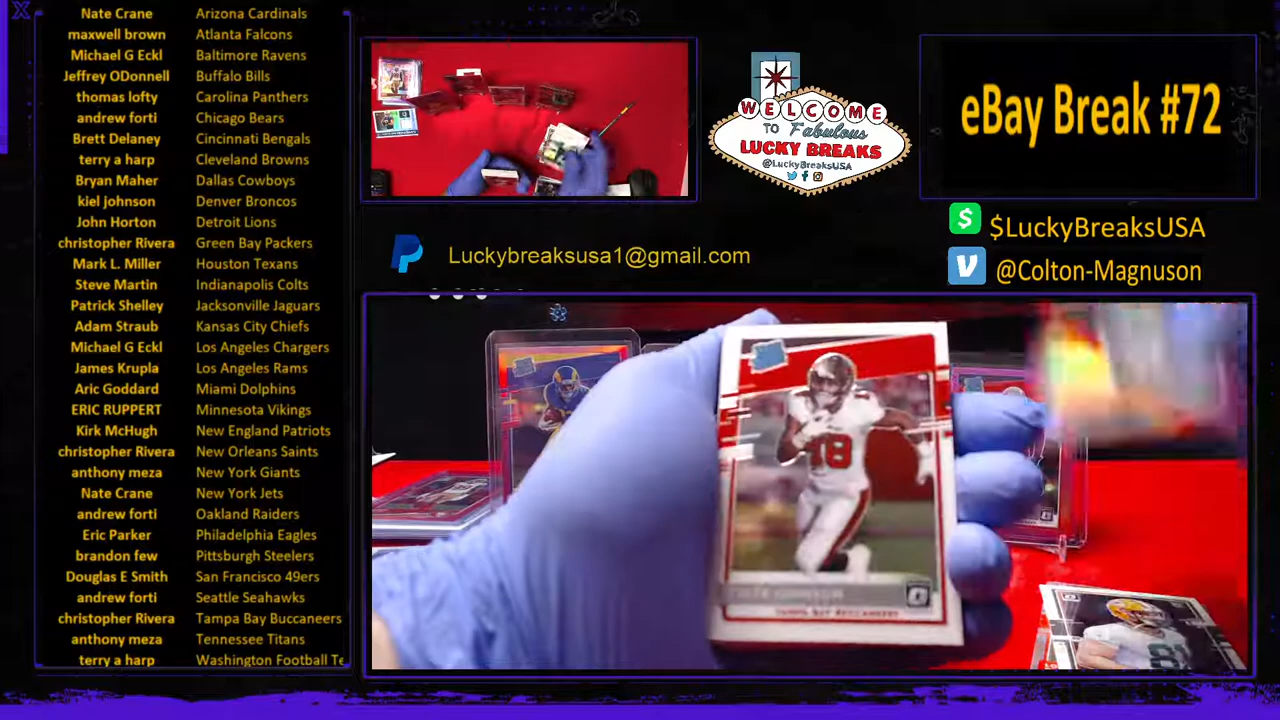 Nate Crane Arizona Cardinals
maxwell brown Atlanta Falcons
Michael G Eckl Baltimore Ravens
Jeffrey ODonnell Buffalo Bills
thomas lofty Carolina Panthers
andrew forti Chicago Bears
Brett Delaney Cincinnati Bengals
terry a harp Cleveland Browns
Bryan Maher Dallas Cowboys
kiel johnson Denver Broncos
John Horton Detroit Lions
christopher Rivera Green Bay Packers
Mark L. Miller Houston Texans
Steve Martin Indianapolis Colts
Patrick Shelley Jacksonville Jaguars
Adam Straub Kansas City Chiefs
Michael G Eckl Los Angeles Chargers
James Krupla Los Angeles Rams
Aric Goddard Miami Dolphins
ERIC RUPPERT Minnesota Vikings
Kirk McHugh New England Patriots
christopher Rivera New Orleans Saints
anthony meza New York Giants
Nate Crane New York Jets
andrew forti Oakland Raiders
Eric Parker Philadelphia Eagles
brandon few Pittsburgh Steelers
Douglas E Smith San Francisco 49ers
andrew forti Seattle Seahawks
christopher Rivera Tampa Bay Buccaneers
anthony meza Tennessee Titans
terry a harp Washington Football Te
WELCOME
TO Fabulous
LUCKY BREAKS
@LuckyBreaksUSA
eBay Break #72
$LuckyBreaksUSA
@Colton-Magnuson
Luckybreaksusa1@gmail.com
18
TAMPA BAY BUCCANEERS